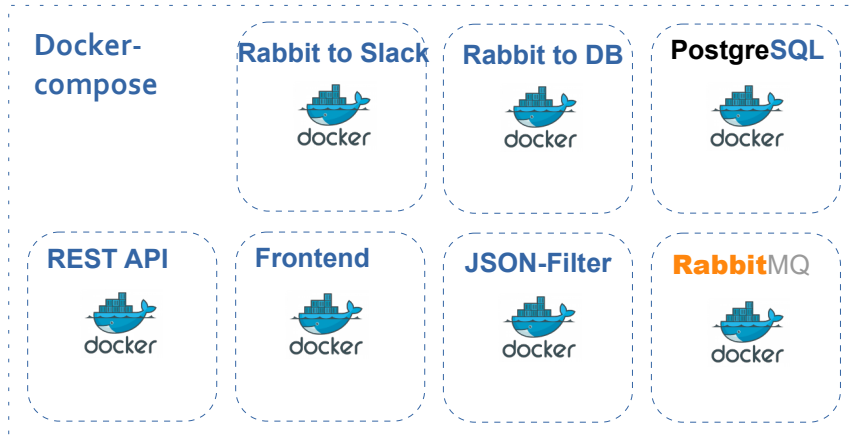 Docker-
compose
Rabbit to Slack
docker
Rabbit to DB
docker
PostgreSQL
docker
REST API
docker
Frontend
docker
JSON-Filter
docker
RabbitMQ
docker